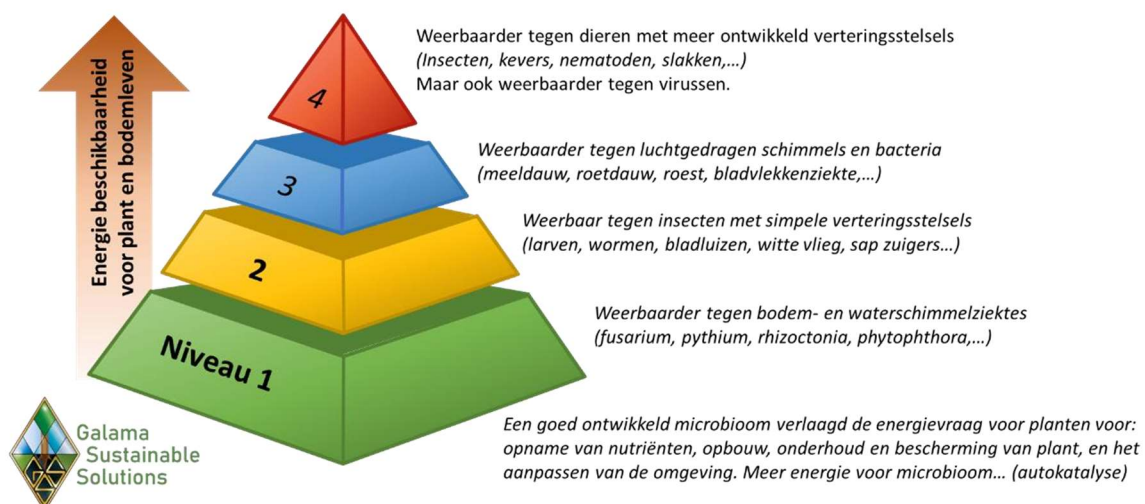 Energie beschikbaarheid
voor plant en bodemleven
4
Weerbaarder tegen dieren met meer ontwikkeld verteringsstelsels
(Insecten, kevers, nematoden, slakken,...)
Maar ook weerbaarder tegen virussen.
3
Weerbaarder tegen luchtgedragen schimmels en bacteria
(meeldauw, roetdauw, roest, bladvlekkenziekte,...)
2
Weerbaar tegen insecten met simpele verteringsstelsels
(larven, wormen, bladluizen, witte vlieg, sap zuigers...)
Niveau 1
Weerbaarder tegen bodem- en waterschimmelziektes
(fusarium, pythium, rhizoctonia, phytophthora,...)
Galama
Sustainable
Solutions
Een goed ontwikkeld microbioom verlaagd de energievraag voor planten voor:
opname van nutriënten, opbouw, onderhoud en bescherming van plant, en het
aanpassen van de omgeving. Meer energie voor microbioom... (autokatalyse)